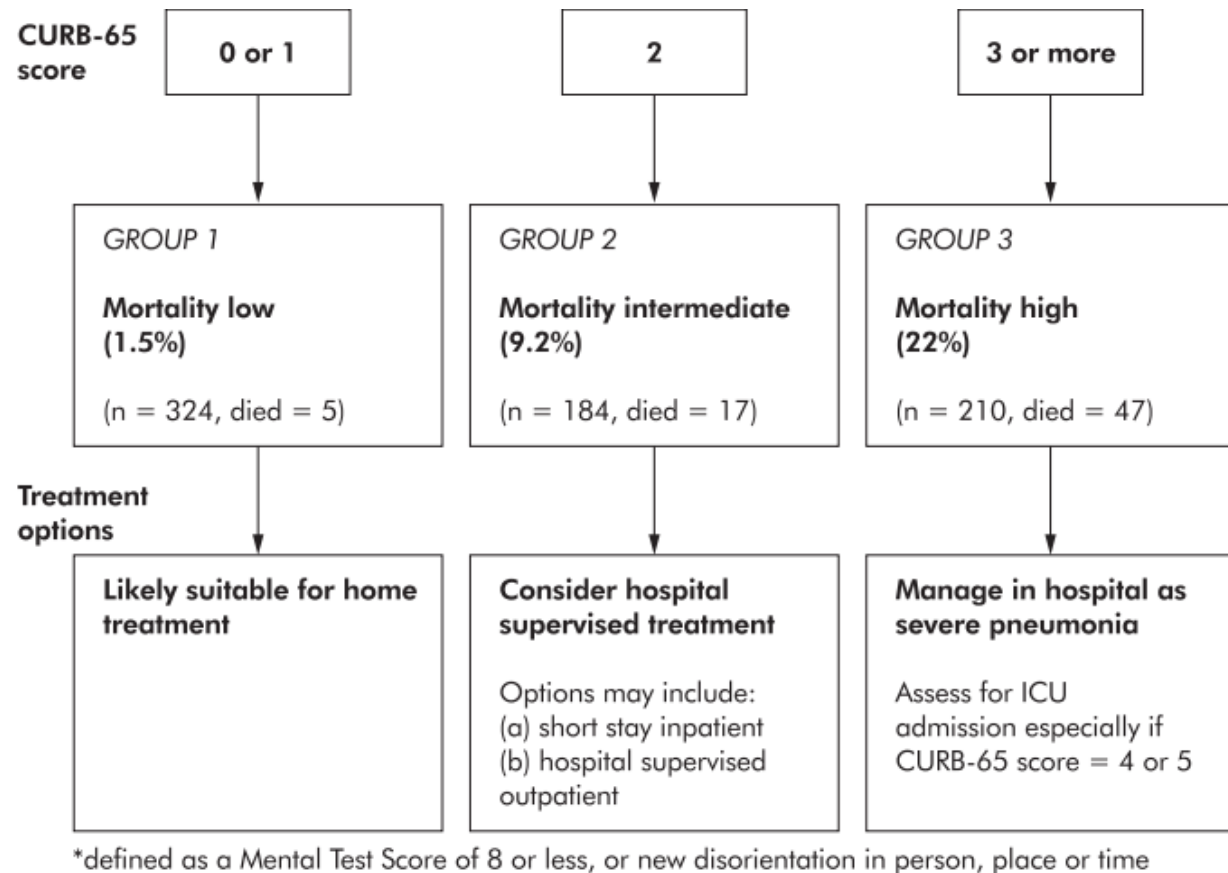 CURB-65
score
0 or 1
2
3 or more
GROUP 1
Mortality low
(1.5%)
(n = 324, died = 5)
GROUP 2
Mortality intermediate
(9.2%)
(n = 184, died = 17)
GROUP 3
Mortality high
(22%)
(n = 210, died = 47)
Treatment
options
Likely suitable for home
treatment
Consider hospital
supervised treatment
Options may include:
(a) short stay inpatient
(b) hospital supervised
outpatient
Manage in hospital as
severe pneumonia
Assess for ICU
admission especially if
CURB-65 score = 4 or 5
*defined as a Mental Test Score of 8 or less, or new disorientation in person, place or time